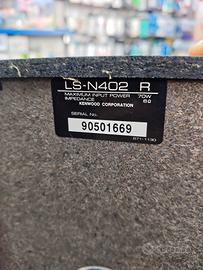 LS-N402 R
MAXIMUM INPUT POWER 70W
IMPEDANCE 6Ω
KENWOOD CORPORATION
SERIAL No.
90501669